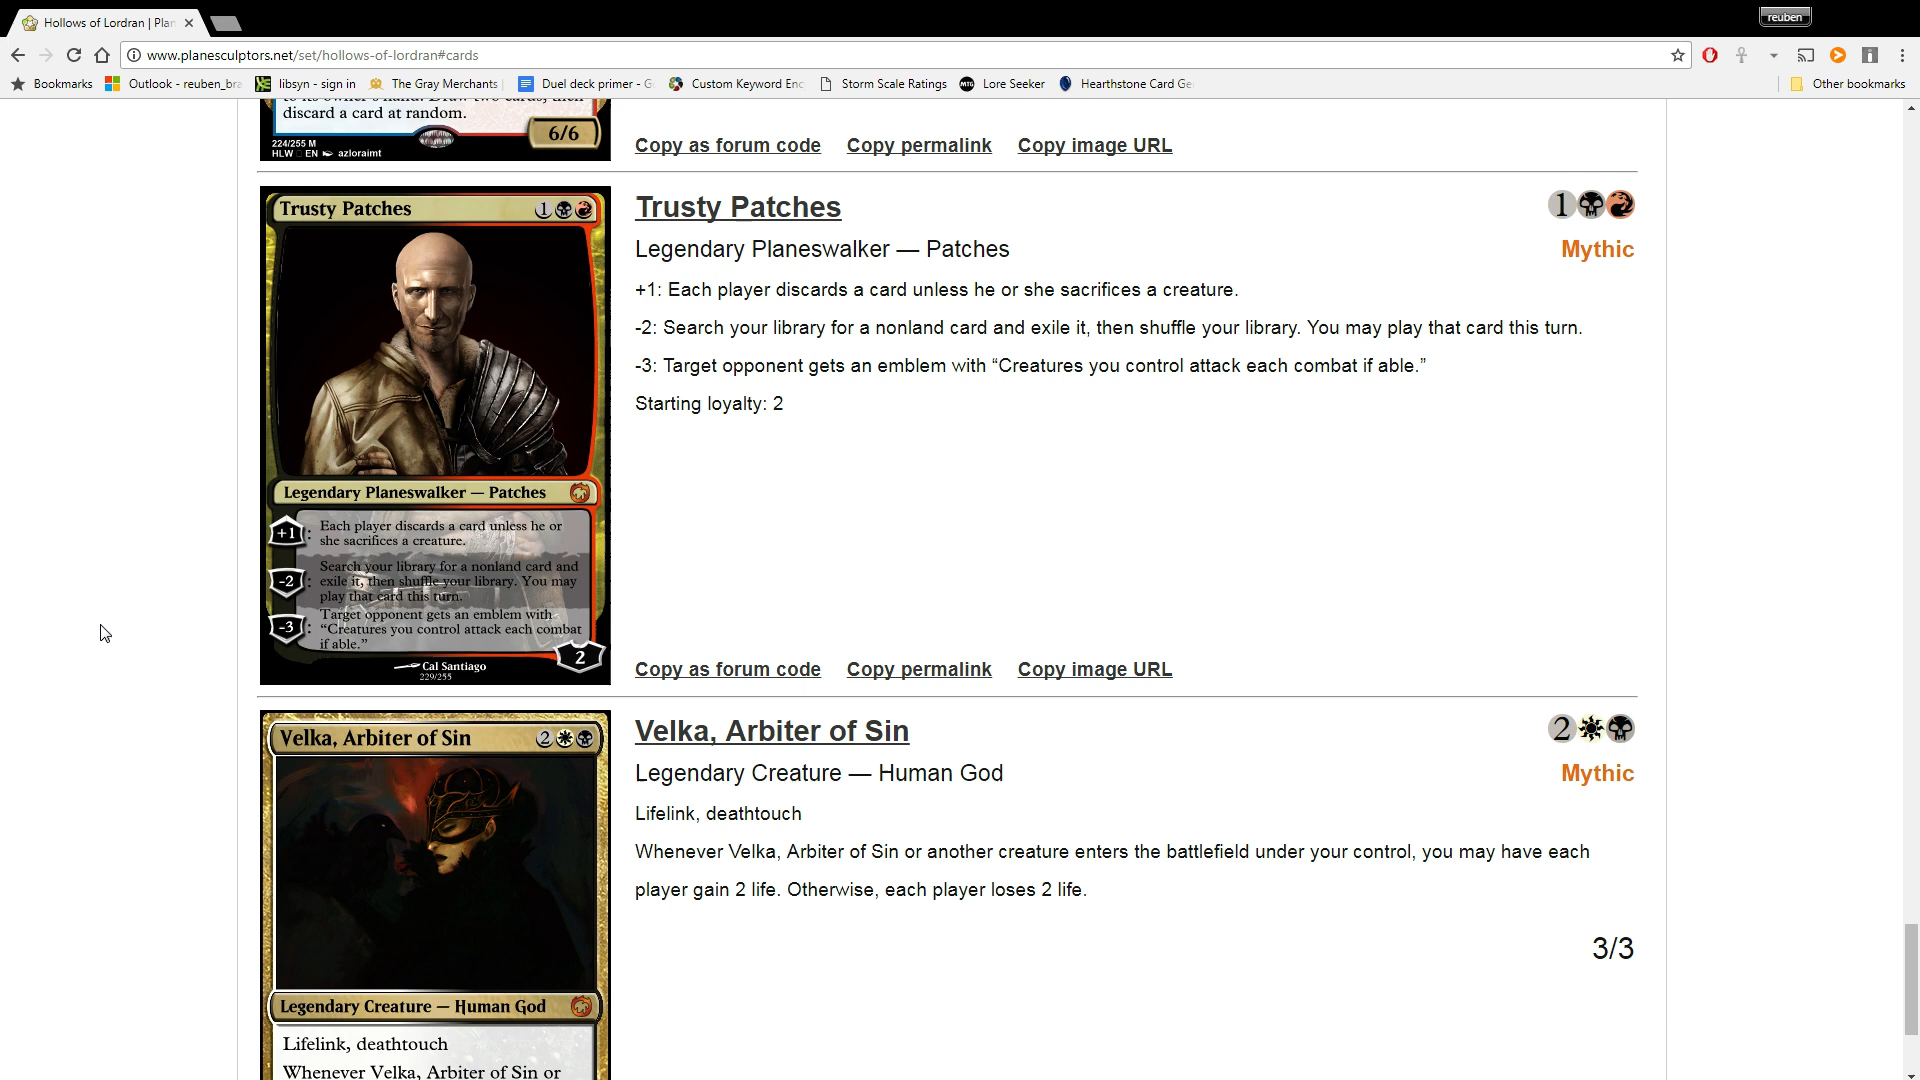 Hollows of Lordran | Plan
reuben
www.planesculptors.net/set/hollows-of-lordran#cards
Bookmarks
Outlook - reuben_bra
libsyn - sign in
The Gray Merchants
Duel deck primer - G
Custom Keyword Enc
Storm Scale Ratings
Lore Seeker
Hearthstone Card Ge
Other bookmarks
discard a card at random.
6/6
224/255 M
HLW EN azloraimt
Copy as forum code Copy permalink Copy image URL
Trusty Patches 1
Legendary Planeswalker — Patches
+1: Each player discards a card unless he or
she sacrifices a creature.
-2: Search your library for a nonland card and
exile it, then shuffle your library. You may
play that card this turn.
-3: Target opponent gets an emblem with
“Creatures you control attack each combat
if able.”
2
Cal Santiago
229/255
Trusty Patches 1
Legendary Planeswalker — Patches Mythic
+1: Each player discards a card unless he or she sacrifices a creature.
-2: Search your library for a nonland card and exile it, then shuffle your library. You may play that card this turn.
-3: Target opponent gets an emblem with “Creatures you control attack each combat if able.”
Starting loyalty: 2
Copy as forum code Copy permalink Copy image URL
Velka, Arbiter of Sin 2
Legendary Creature — Human God
Lifelink, deathtouch
Whenever Velka, Arbiter of Sin or
Velka, Arbiter of Sin 2
Legendary Creature — Human God Mythic
Lifelink, deathtouch
Whenever Velka, Arbiter of Sin or another creature enters the battlefield under your control, you may have each
player gain 2 life. Otherwise, each player loses 2 life.
3/3